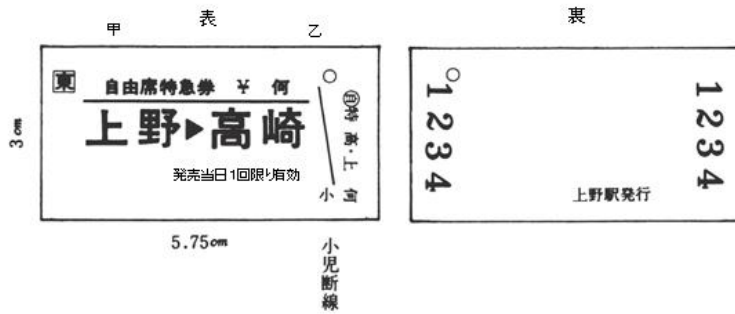 表
甲
乙
東
自由席特急券 ¥ 何
上野▶高崎
発売当日1回限り有効
自特 高・上 何
小
3cm
5.75cm
小児断線
裏
1234
1234
上野駅発行